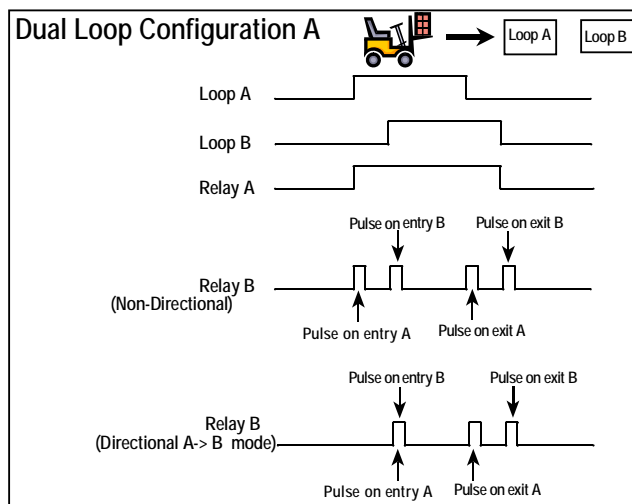 Dual Loop Configuration A
Loop A
Loop B
Loop A
Loop B
Relay A
Pulse on entry B
Pulse on exit B
Relay B
(Non-Directional)
Pulse on entry A
Pulse on exit A
Pulse on entry B
Pulse on exit B
Relay B
(Directional A-> B mode)
Pulse on entry A
Pulse on exit A